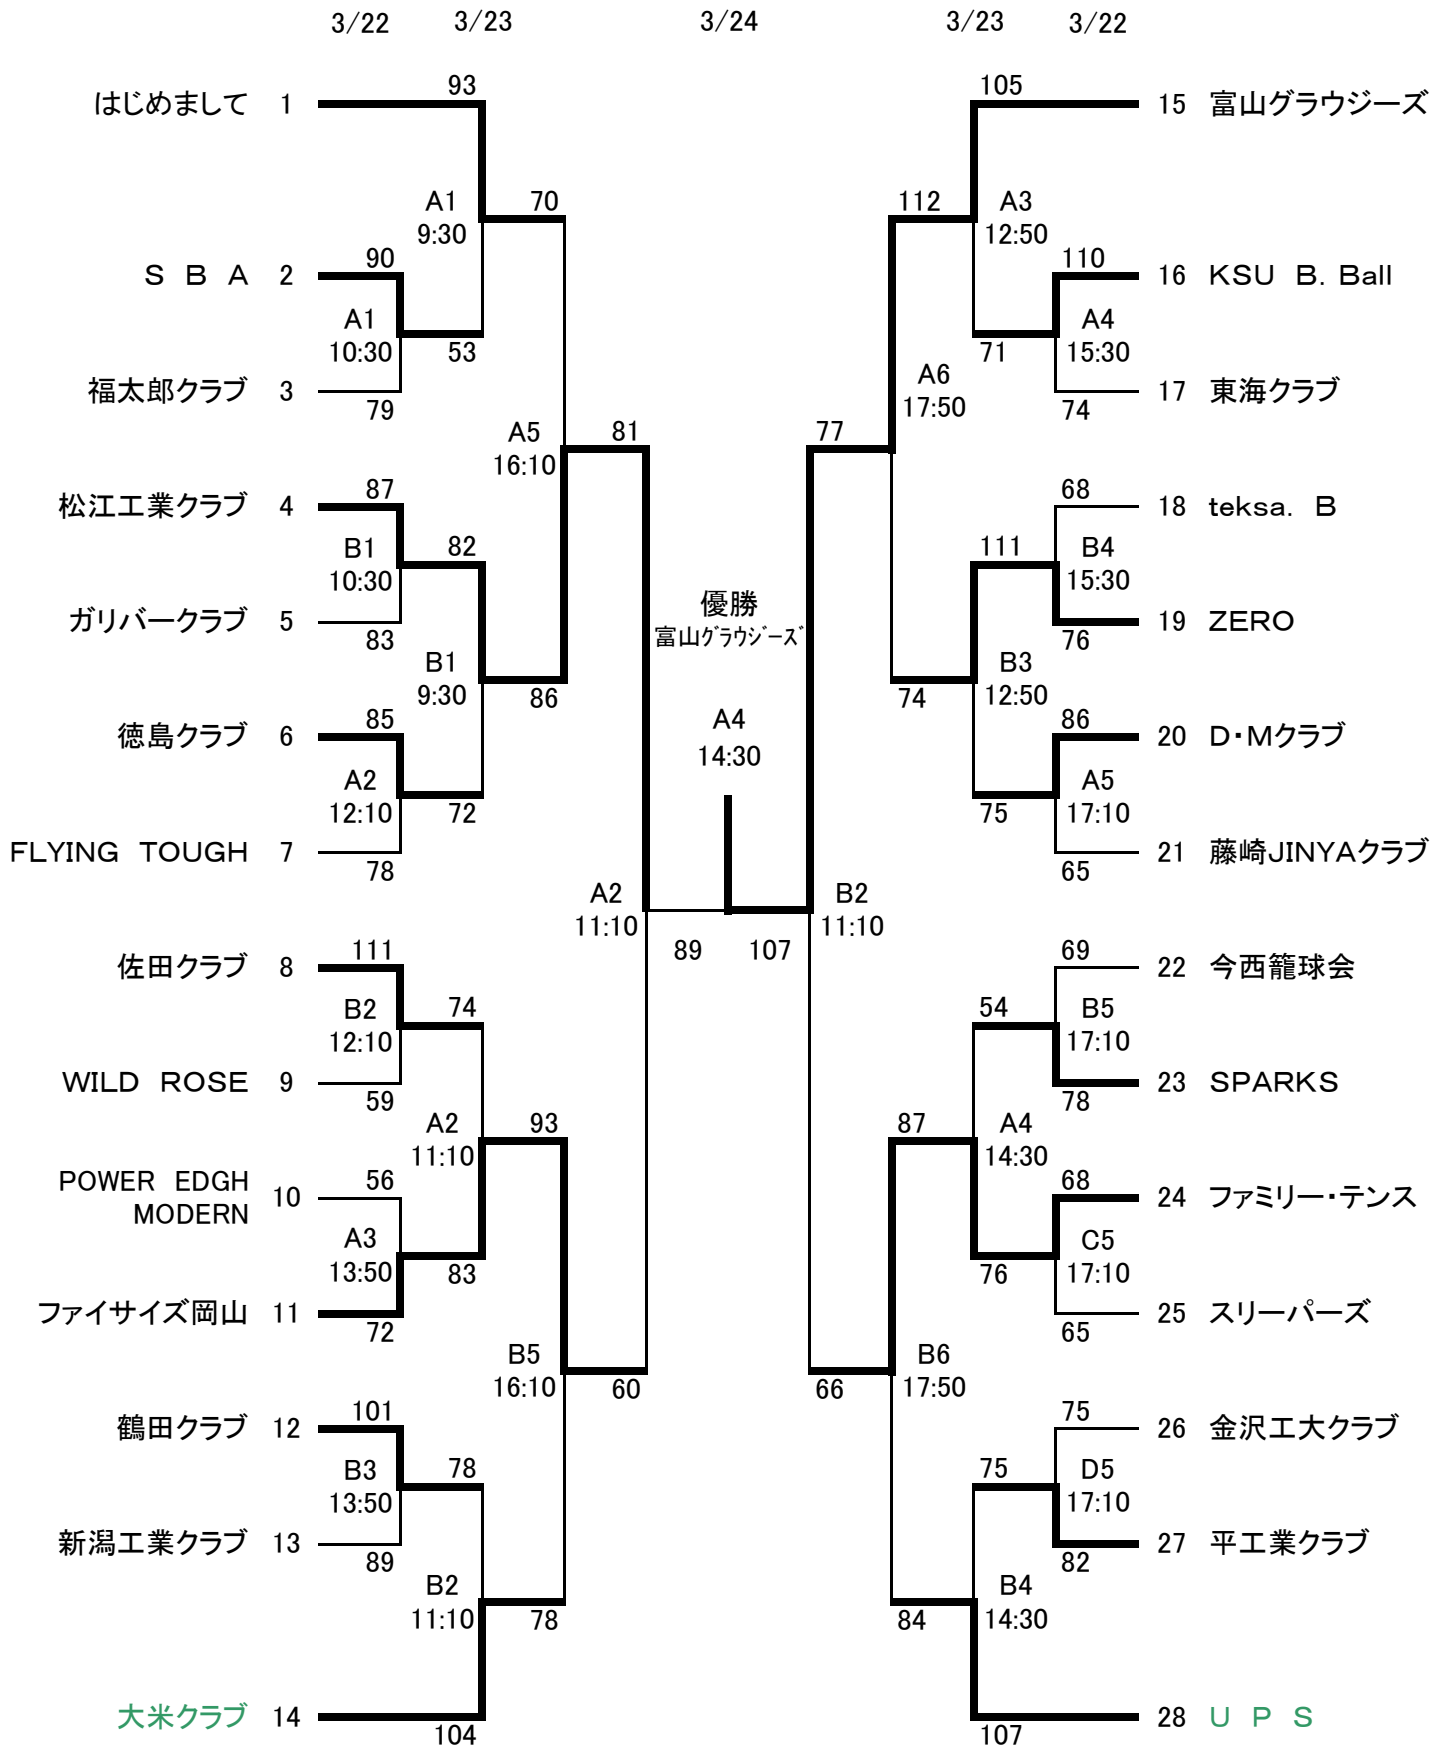 3/22 3/23 3/24 3/23 3/22
93 105
はじめまして 1 15 富山グラウジーズ
A1 70 112 A3
9:30 12:50
90 110
S B A 2 16 KSU B. Ball
A1 A4
10:30 53 71 15:30
A6
17:50
福太郎クラブ 3 17 東海クラブ
79 74
A5 81 77
16:10
87 68
松江工業クラブ 4 18 teksa. B
B1 82 111 B4
10:30 15:30
優勝
ガリバークラブ 5 19 ZERO
83 富山グラウジーズ 76
B1 B3
9:30 86 74 12:50
85 A4 86
徳島クラブ 6 20 D・Mクラブ
14:30
A2 A5
12:10 72 75 17:10
FLYING TOUGH 7 21 藤崎JINYAクラブ
78 65
A2 B2
11:10 11:10
111 89 107 69
佐田クラブ 8 22 今西籠球会
B2 74 54 B5
12:10 17:10
WILD ROSE 9 23 SPARKS
59 78
A2 93 87 A4
11:10 14:30
POWER EDGH 56 68
MODERN 10 24 ファミリー・テンス
A3 C5
13:50 83 76 17:10
ファイサイズ岡山 11 25 スリーパーズ
72 65
B5 B6
16:10 60 66 17:50
101 75
鶴田クラブ 12 26 金沢工大クラブ
B3 78 75 D5
13:50 17:10
新潟工業クラブ 13 27 平工業クラブ
89 82
B2 B4
11:10 78 84 14:30
大米クラブ 14 28 U P S
104 107